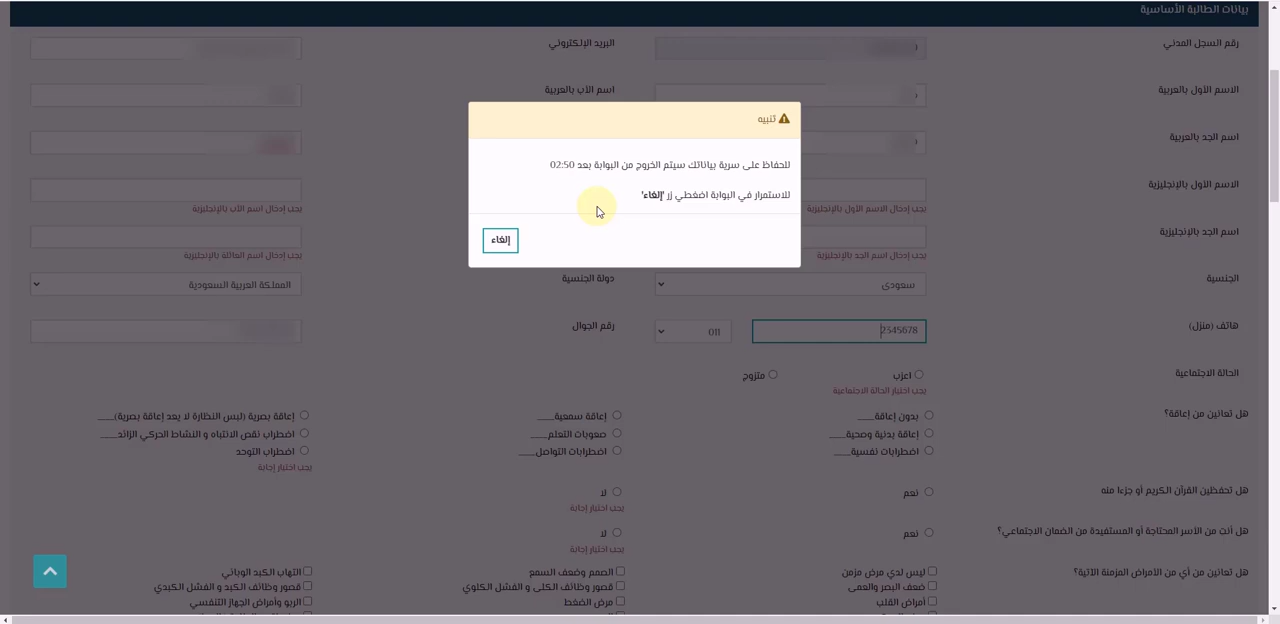 بيانات الطالبة الأساسية
رقم السجل المدني
البريد الإلكتروني
الاسم الأول بالعربية
اسم الأب بالعربية
تنبيه
اسم الجد بالعربية
للحفاظ على سرية بياناتك سيتم الخروج من البوابة بعد 02:50
الاسم الأول بالإنجليزية
للاستمرار في البوابة اضغطي زر 'إلغاء'
يجب إدخال الاسم الأول بالإنجليزية
يجب إدخال اسم الأب بالإنجليزية
اسم الجد بالإنجليزية
إلغاء
يجب إدخال اسم الجد بالإنجليزية
يجب إدخال اسم العائلة بالإنجليزية
الجنسية
سعودى
دولة الجنسية
المملكة العربية السعودية
هاتف (منزل)
2345678
011
رقم الجوال
الحالة الاجتماعية
اعزب
متزوج
يجب اختيار الحالة الاجتماعية
هل تعانين من إعاقة؟
بدون إعاقة___
إعاقة سمعية___
إعاقة بصرية (لبس النظارة لا يعد إعاقة بصرية)___
إعاقة بدنية وصحية___
صعوبات التعلم___
اضطراب نقص الانتباه و النشاط الحركي الزائد___
اضطرابات نفسية___
اضطرابات التواصل___
اضطراب التوحد
يجب اختيار إجابة
هل تحفظين القرآن الكريم أو جزءا منه
نعم
لا
يجب اختيار إجابة
هل أنتِ من الأسر المحتاجة أو المستفيدة من الضمان الاجتماعي؟
نعم
لا
يجب اختيار إجابة
هل تعانين من أي من الأمراض المزمنة الآتية؟
ليس لدي مرض مزمن
الصمم وضعف السمع
التهاب الكبد الوبائي
ضعف البصر والعمى
قصور وظائف الكلى و الفشل الكلوي
قصور وظائف الكبد و الفشل الكبدي
أمراض القلب
مرض الضغط
الربو وأمراض الجهاز التنفسي